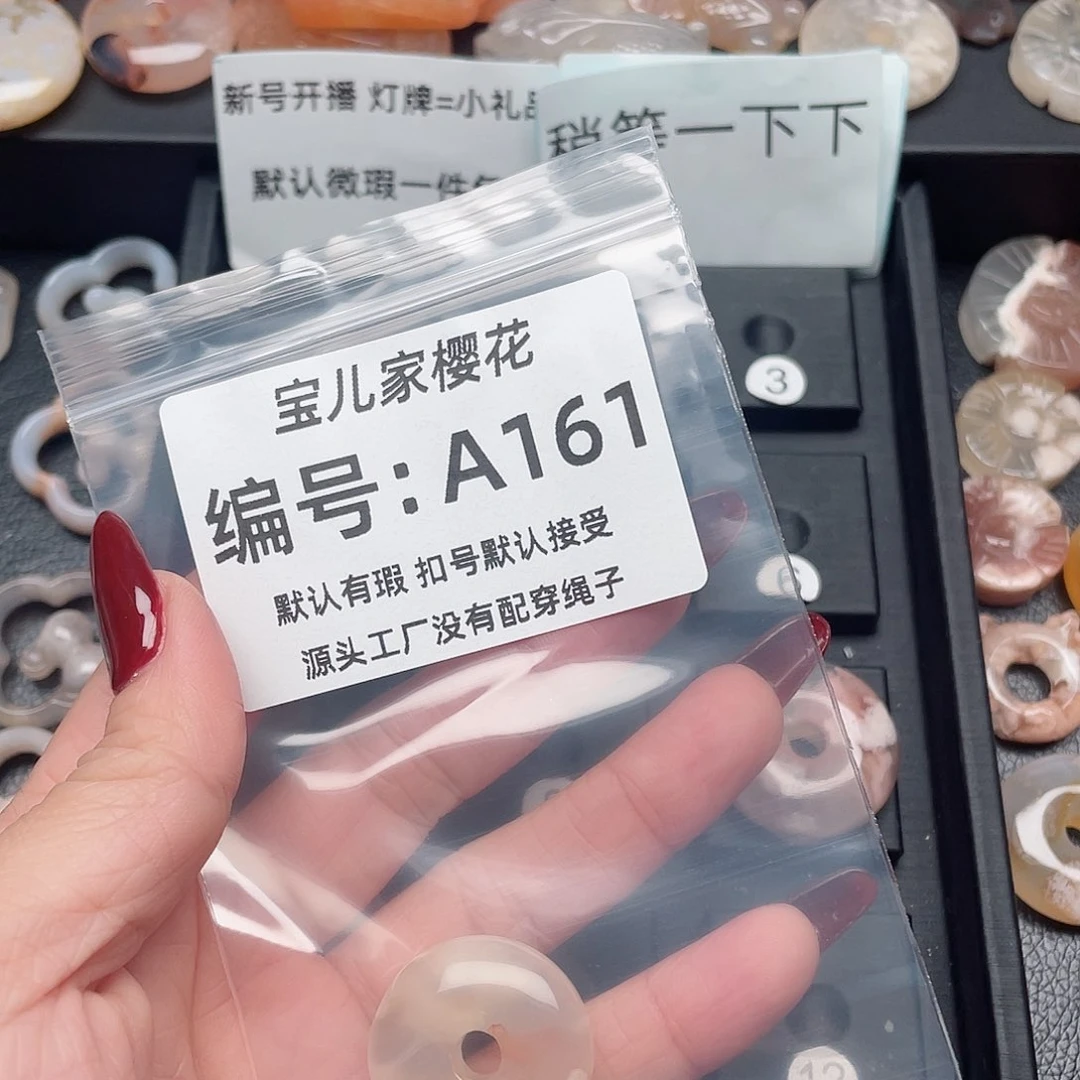 新号开播 灯牌=小礼品
默认微瑕一件
稍等一下下
宝儿家樱花
编号:A161
默认有瑕 扣号默认接受
源头工厂没有配穿绳子
3
6
12